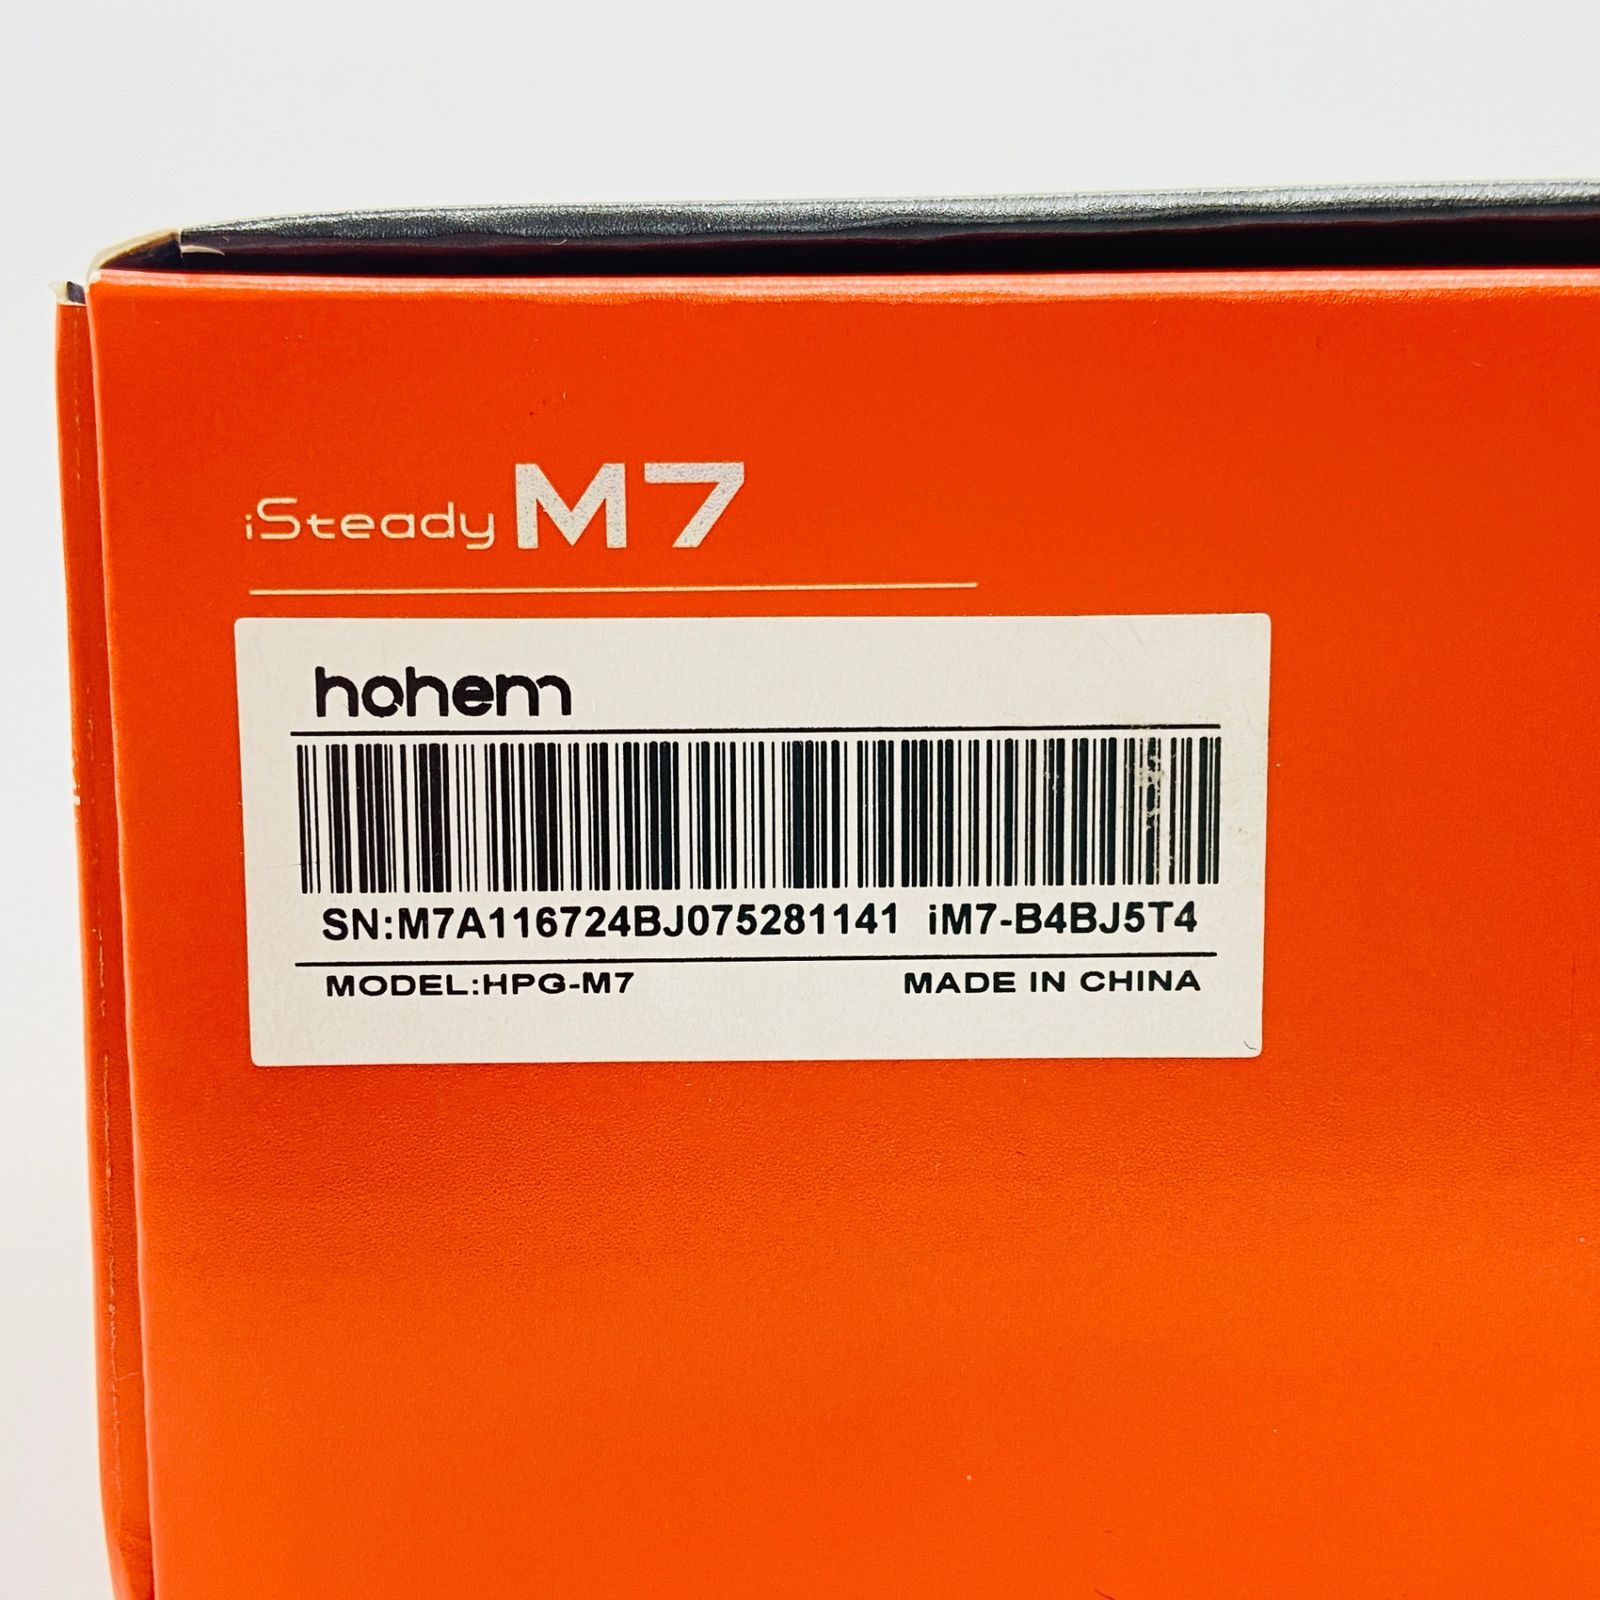 iSteady M7
hohem
SN:M7A116724BJ075281141 iM7-B4BJ5T4
MODEL:HPG-M7 MADE IN CHINA